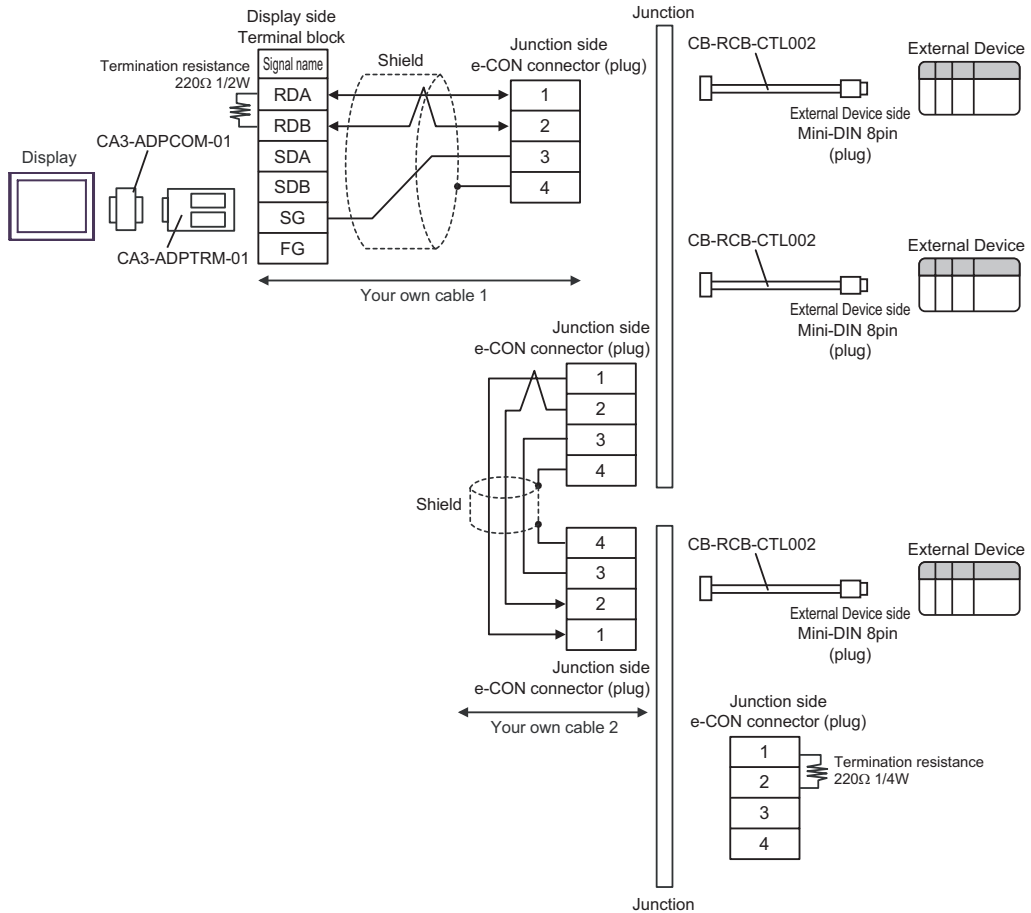 Junction
Display side
Terminal block
Termination resistance
220Ω 1/2W
Signal name
RDA
RDB
SDA
SDB
SG
FG
Shield
Junction side
e-CON connector (plug)
1
2
3
4
Display
CA3-ADPCOM-01
CA3-ADPTRM-01
Your own cable 1
CB-RCB-CTL002
External Device
External Device side
Mini-DIN 8pin
(plug)
CB-RCB-CTL002
External Device
External Device side
Mini-DIN 8pin
(plug)
Junction side
e-CON connector (plug)
1
2
3
4
Shield
4
3
2
1
Junction side
e-CON connector (plug)
Your own cable 2
CB-RCB-CTL002
External Device
External Device side
Mini-DIN 8pin
(plug)
Junction side
e-CON connector (plug)
1
2
3
4
Termination resistance
220Ω 1/4W
Junction